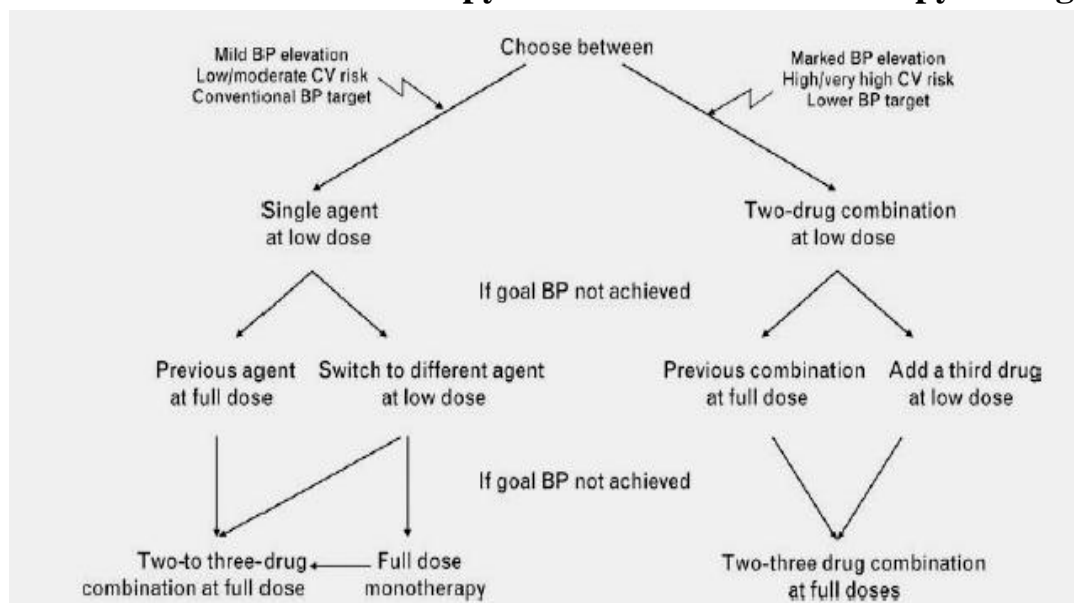 Choose between
Mild BP elevation
Low/moderate CV risk
Conventional BP target
Marked BP elevation
High/very high CV risk
Lower BP target
Single agent
at low dose
Two-drug combination
at low dose
If goal BP not achieved
Previous agent
at full dose
Switch to different agent
at low dose
Previous combination
at full dose
Add a third drug
at low dose
If goal BP not achieved
Two-to three-drug
combination at full dose
Full dose
monotherapy
Two-three drug combination
at full doses